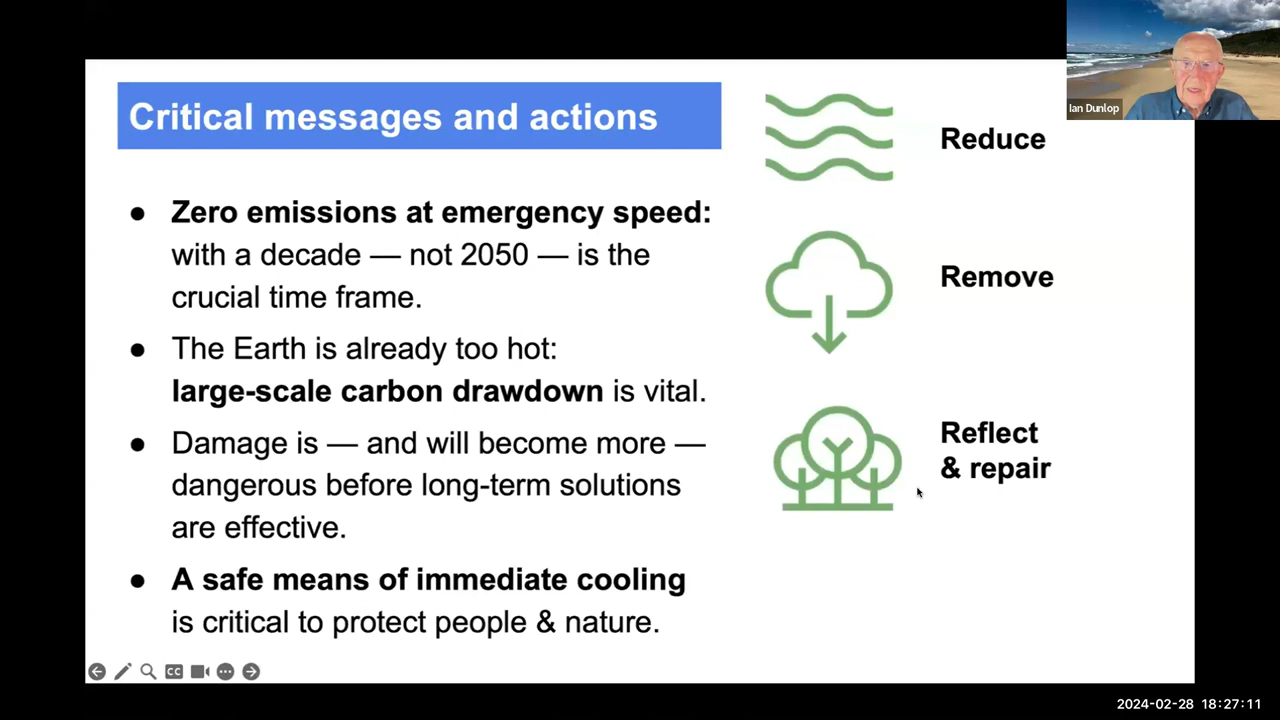 Critical messages and actions
● Zero emissions at emergency speed:
with a decade — not 2050 — is the
crucial time frame.
● The Earth is already too hot:
large-scale carbon drawdown is vital.
● Damage is — and will become more —
dangerous before long-term solutions
are effective.
● A safe means of immediate cooling
is critical to protect people & nature.
Reduce
Remove
Reflect
& repair
Ian Dunlop
CC
2024-02-28 18:27:11